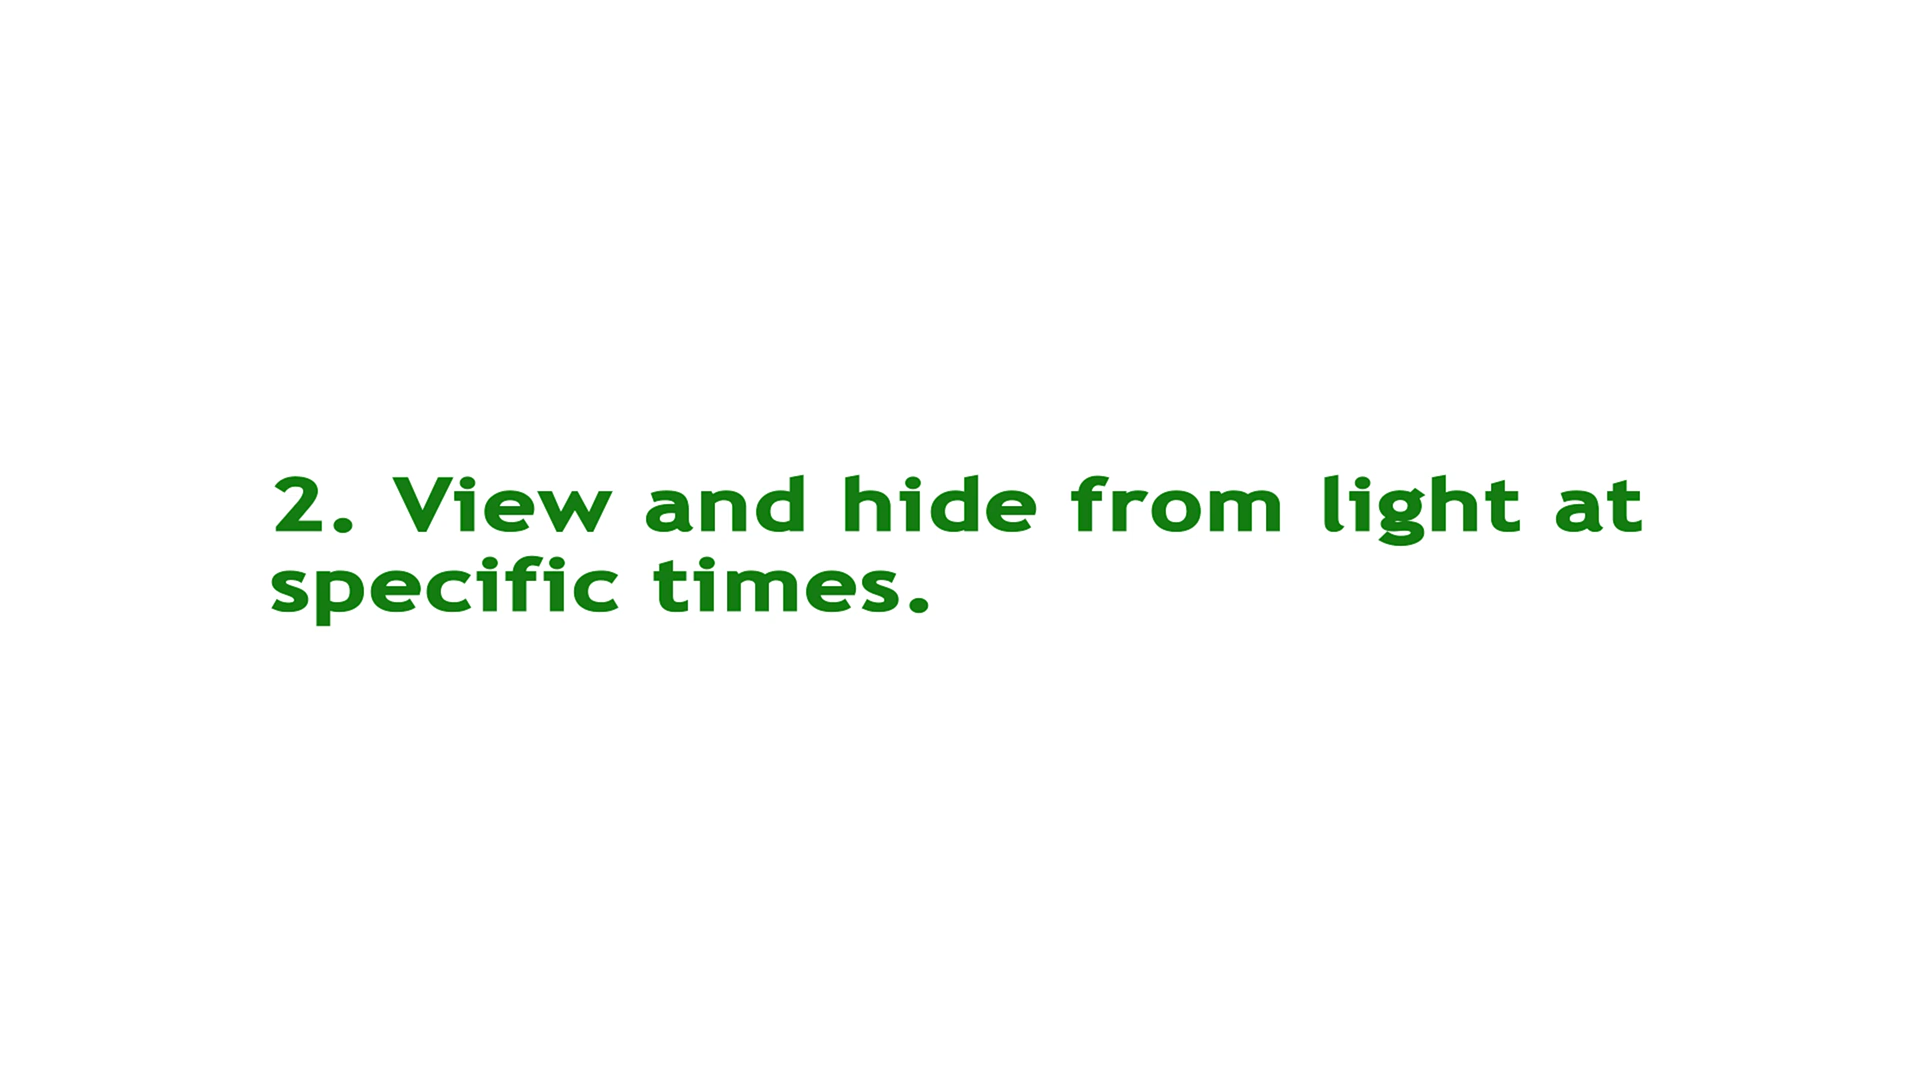 2. View and hide from light at
specific times.